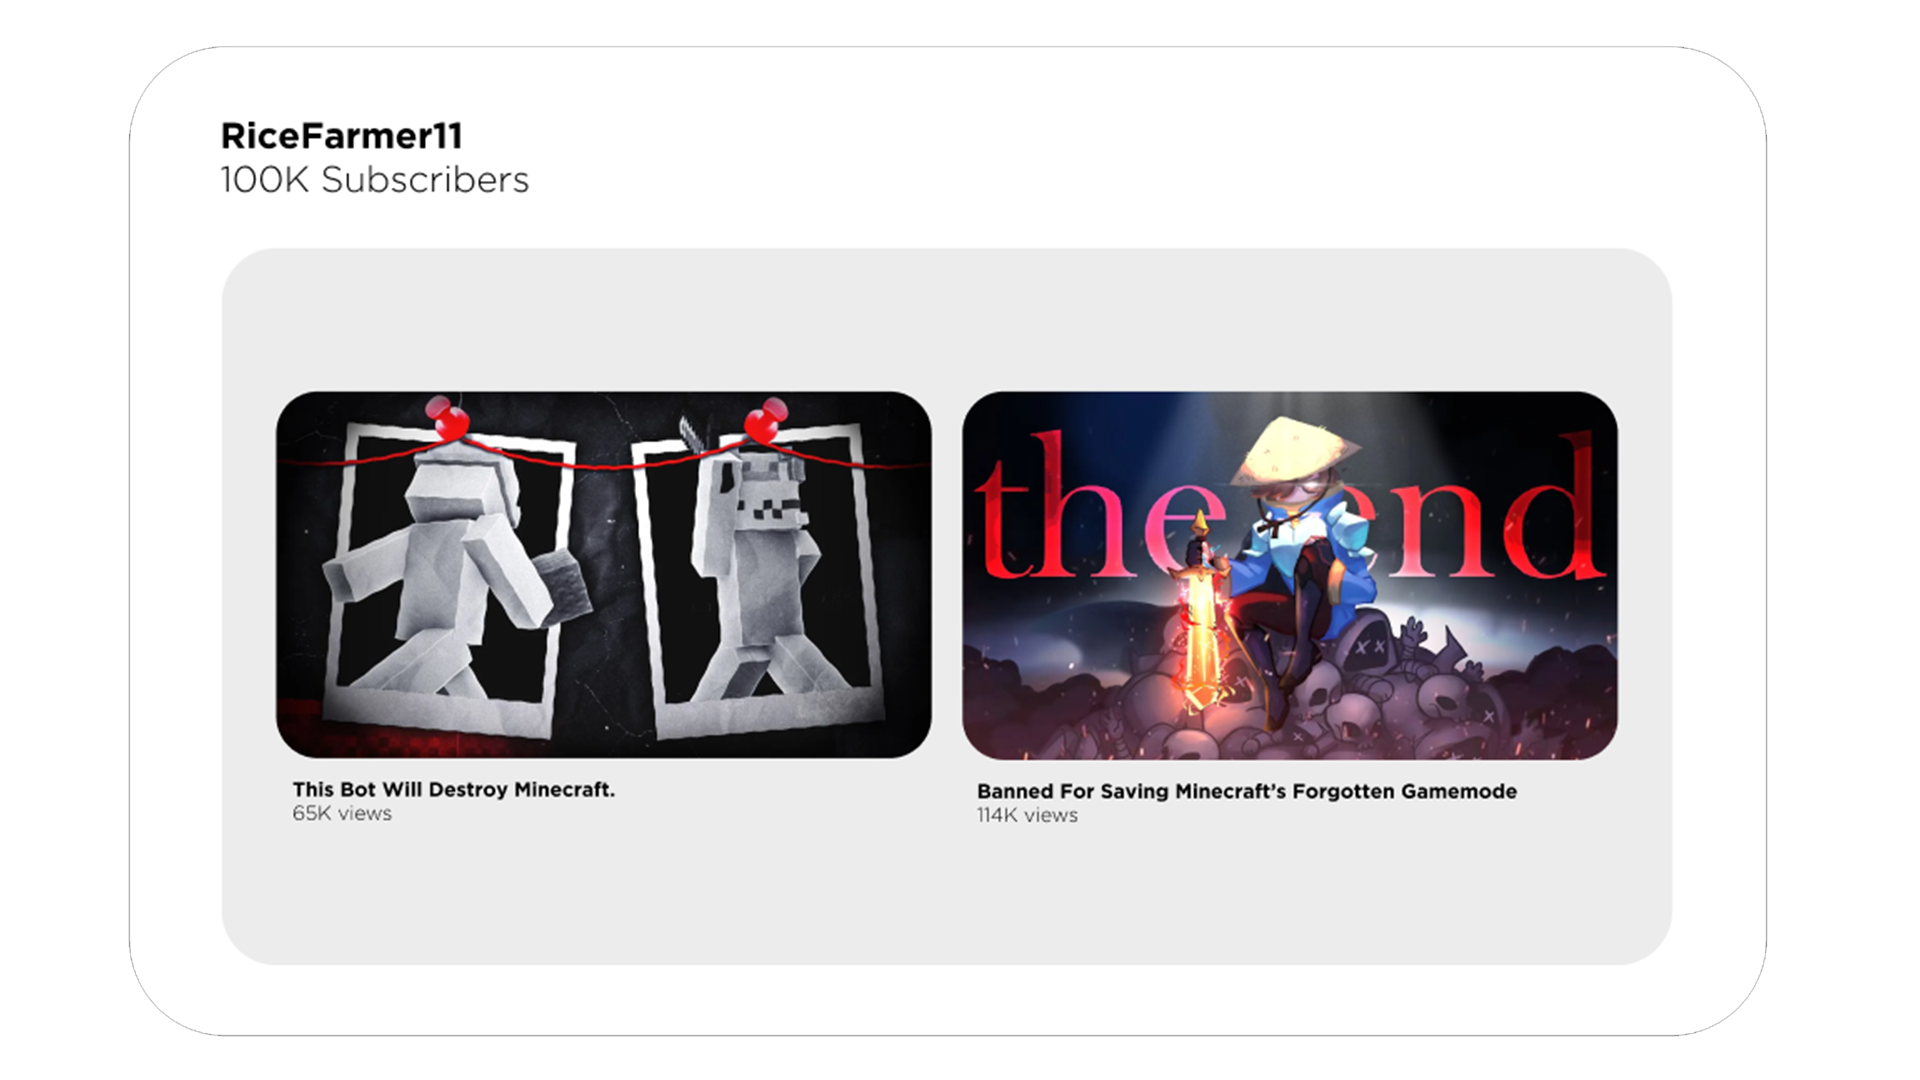 RiceFarmer11
100K Subscribers
the end
This Bot Will Destroy Minecraft.
65K views
Banned For Saving Minecraft’s Forgotten Gamemode
114K views